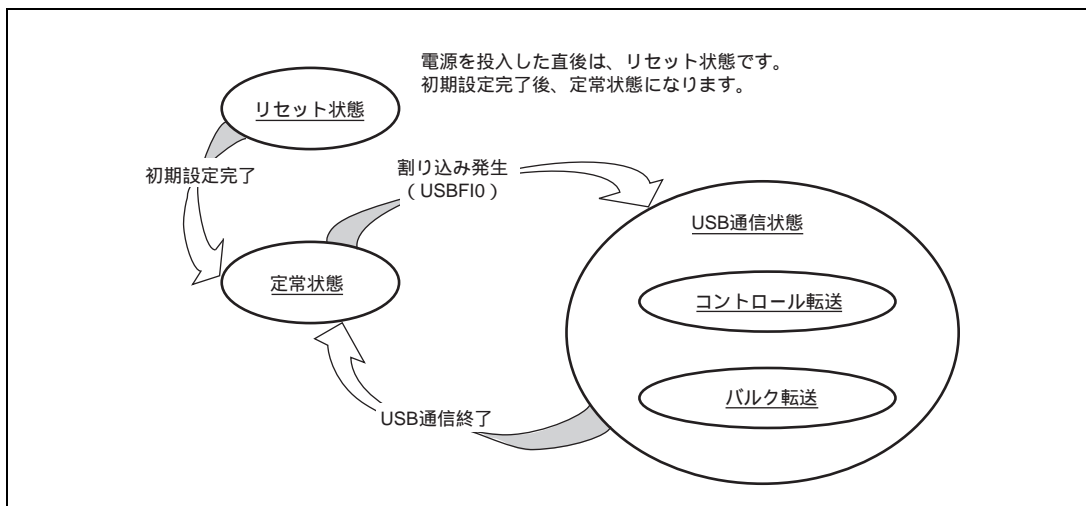 電源を投入した直後は、リセット状態です。
初期設定完了後、定常状態になります。
リセット状態
初期設定完了
割り込み発生
（USBFI0）
USB通信状態
定常状態
コントロール転送
バルク転送
USB通信終了